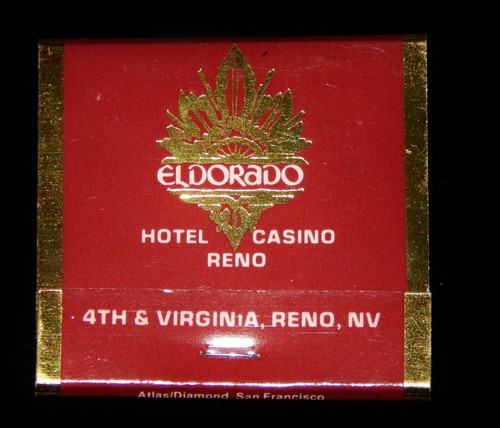 ELDORADO
HOTEL CASINO
RENO
4TH & VIRGINIA, RENO, NV
Atlas/Diamond, San Francisco